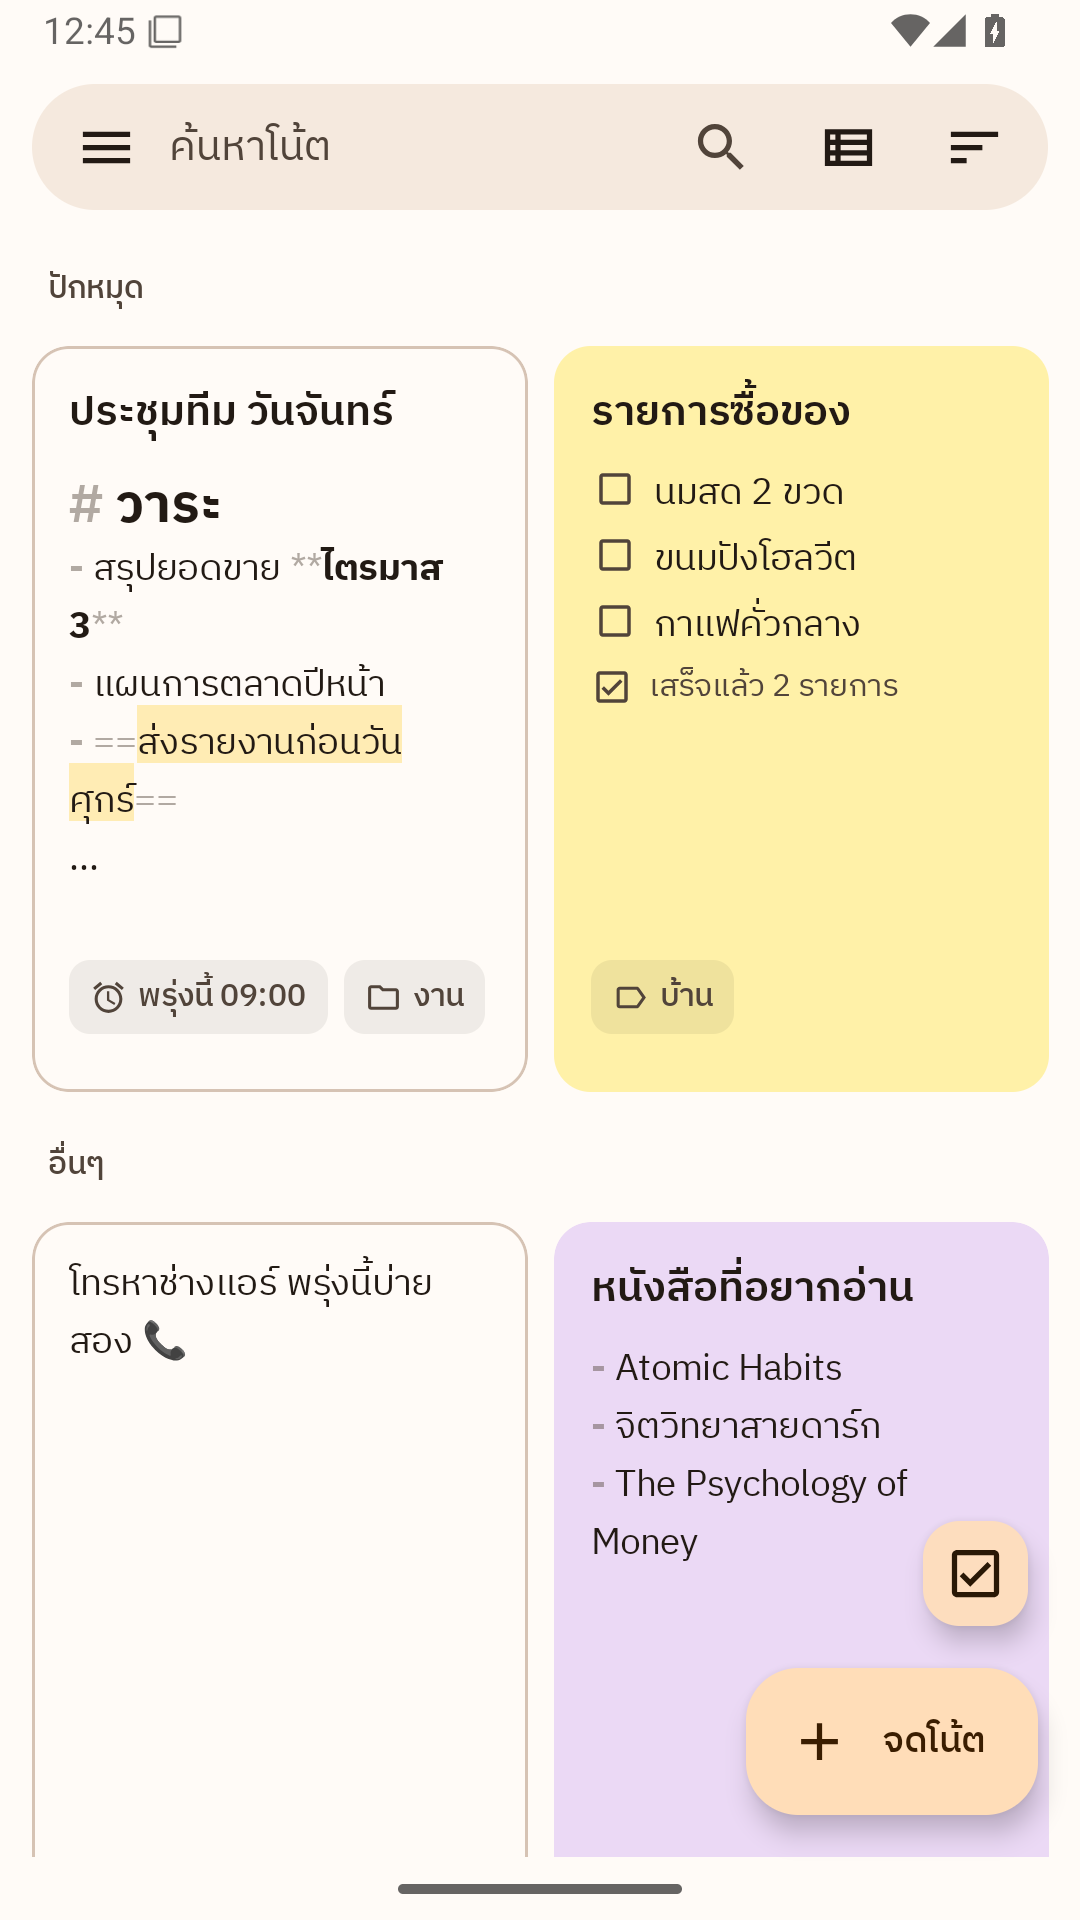 12:45
ค้นหาโน้ต
ปักหมุด
ประชุมทีม วันจันทร์
# วาระ
- สรุปยอดขาย **ไตรมาส
3**
- แผนการตลาดปีหน้า
- ==ส่งรายงานก่อนวัน
ศุกร์==
...
พรุ่งนี้ 09:00
งาน
รายการซื้อของ
นมสด 2 ขวด
ขนมปังโฮลวีต
กาแฟคั่วกลาง
เสร็จแล้ว 2 รายการ
บ้าน
อื่นๆ
โทรหาช่างแอร์ พรุ่งนี้บ่าย
สอง 📞
หนังสือที่อยากอ่าน
- Atomic Habits
- จิตวิทยาสายดาร์ก
- The Psychology of
Money
จดโน้ต